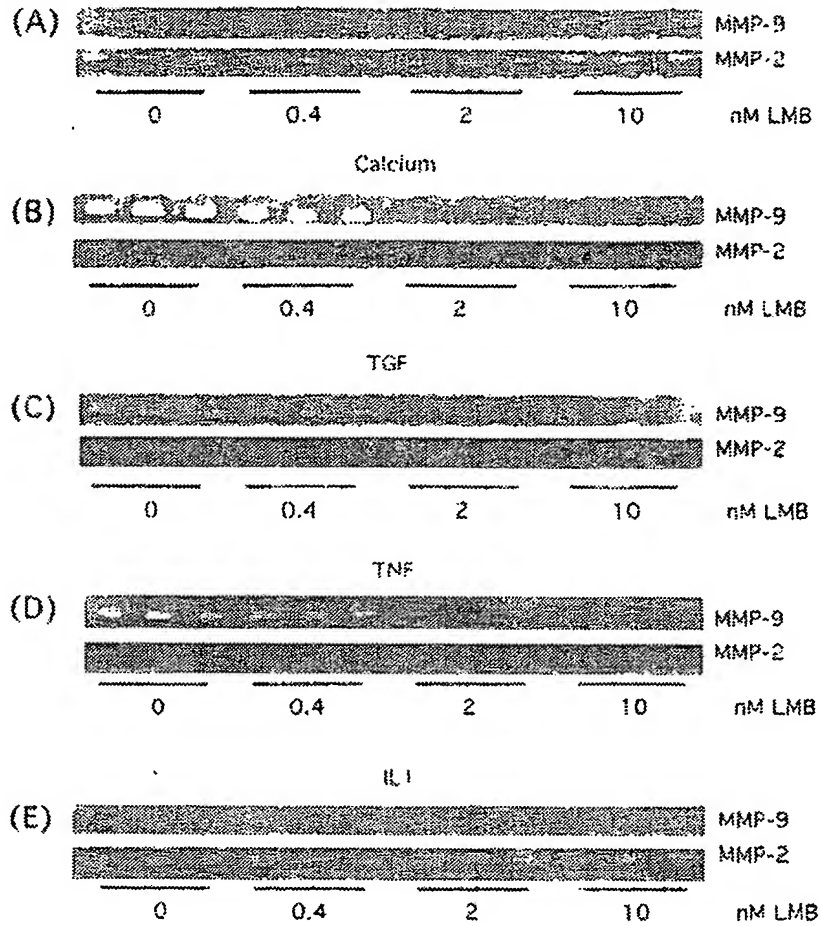 (A) MMP-9
MMP-2
0 0.4 2 10 nM LMB
Calcium
(B) MMP-9
MMP-2
0 0.4 2 10 nM LMB
TGF
(C) MMP-9
MMP-2
0 0.4 2 10 nM LMB
TNF
(D) MMP-9
MMP-2
0 0.4 2 10 nM LMB
IL1
(E) MMP-9
MMP-2
0 0.4 2 10 nM LMB